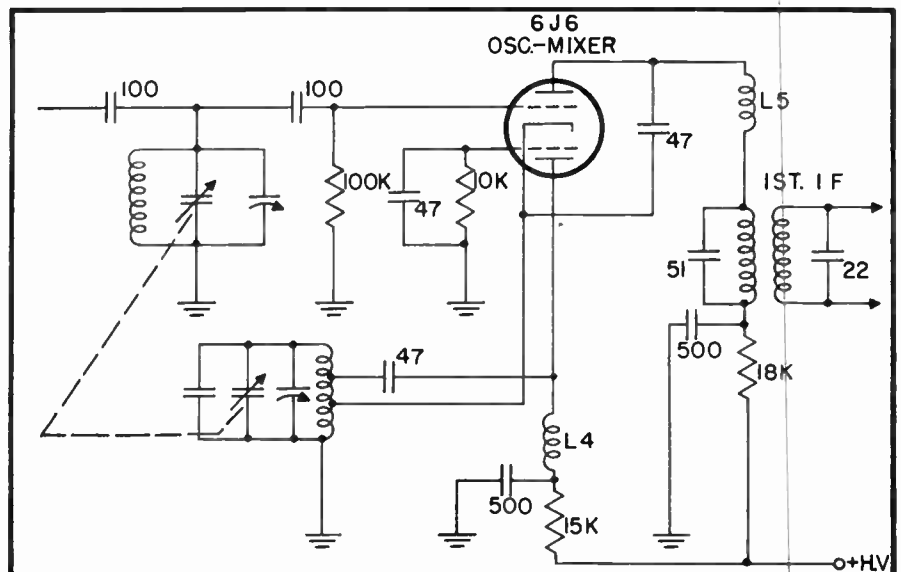 6J6
OSC.-MIXER
100
100
47
L5
1ST. IF
100K
47
10K
51
22
47
500
18K
L4
500
15K
+H.V